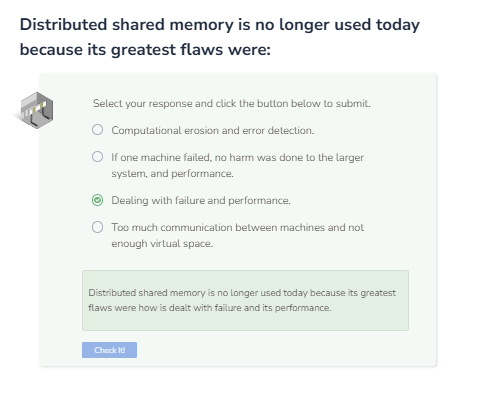 Distributed shared memory is no longer used today
because its greatest flaws were:
Select your response and click the button below to submit.
Computational erosion and error detection.
If one machine failed, no harm was done to the larger
system, and performance.
Dealing with failure and performance.
Too much communication between machines and not
enough virtual space.
Distributed shared memory is no longer used today because its greatest
flaws were how is dealt with failure and its performance.
Check It!